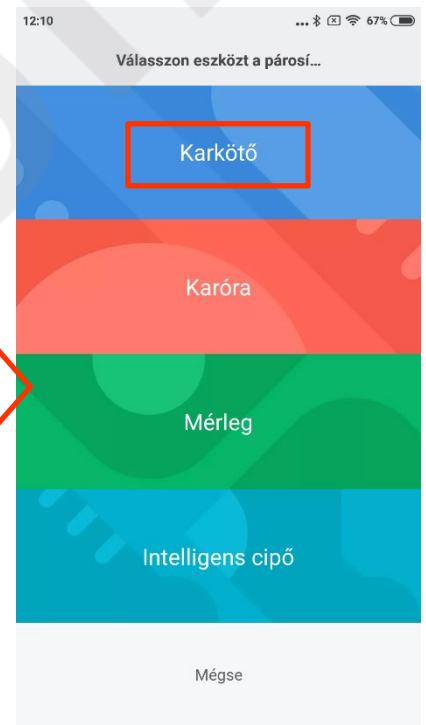 12:10 ... 67%
Válasszon eszközt a párosí...
Karkötő
Karóra
Mérleg
Intelligens cipő
Mégse